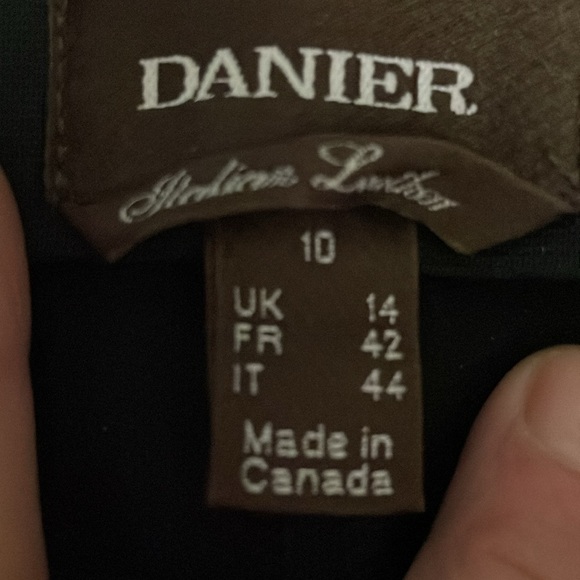 DANIER
Italian Leather
10
UK 14
FR 42
IT 44
Made in
Canada